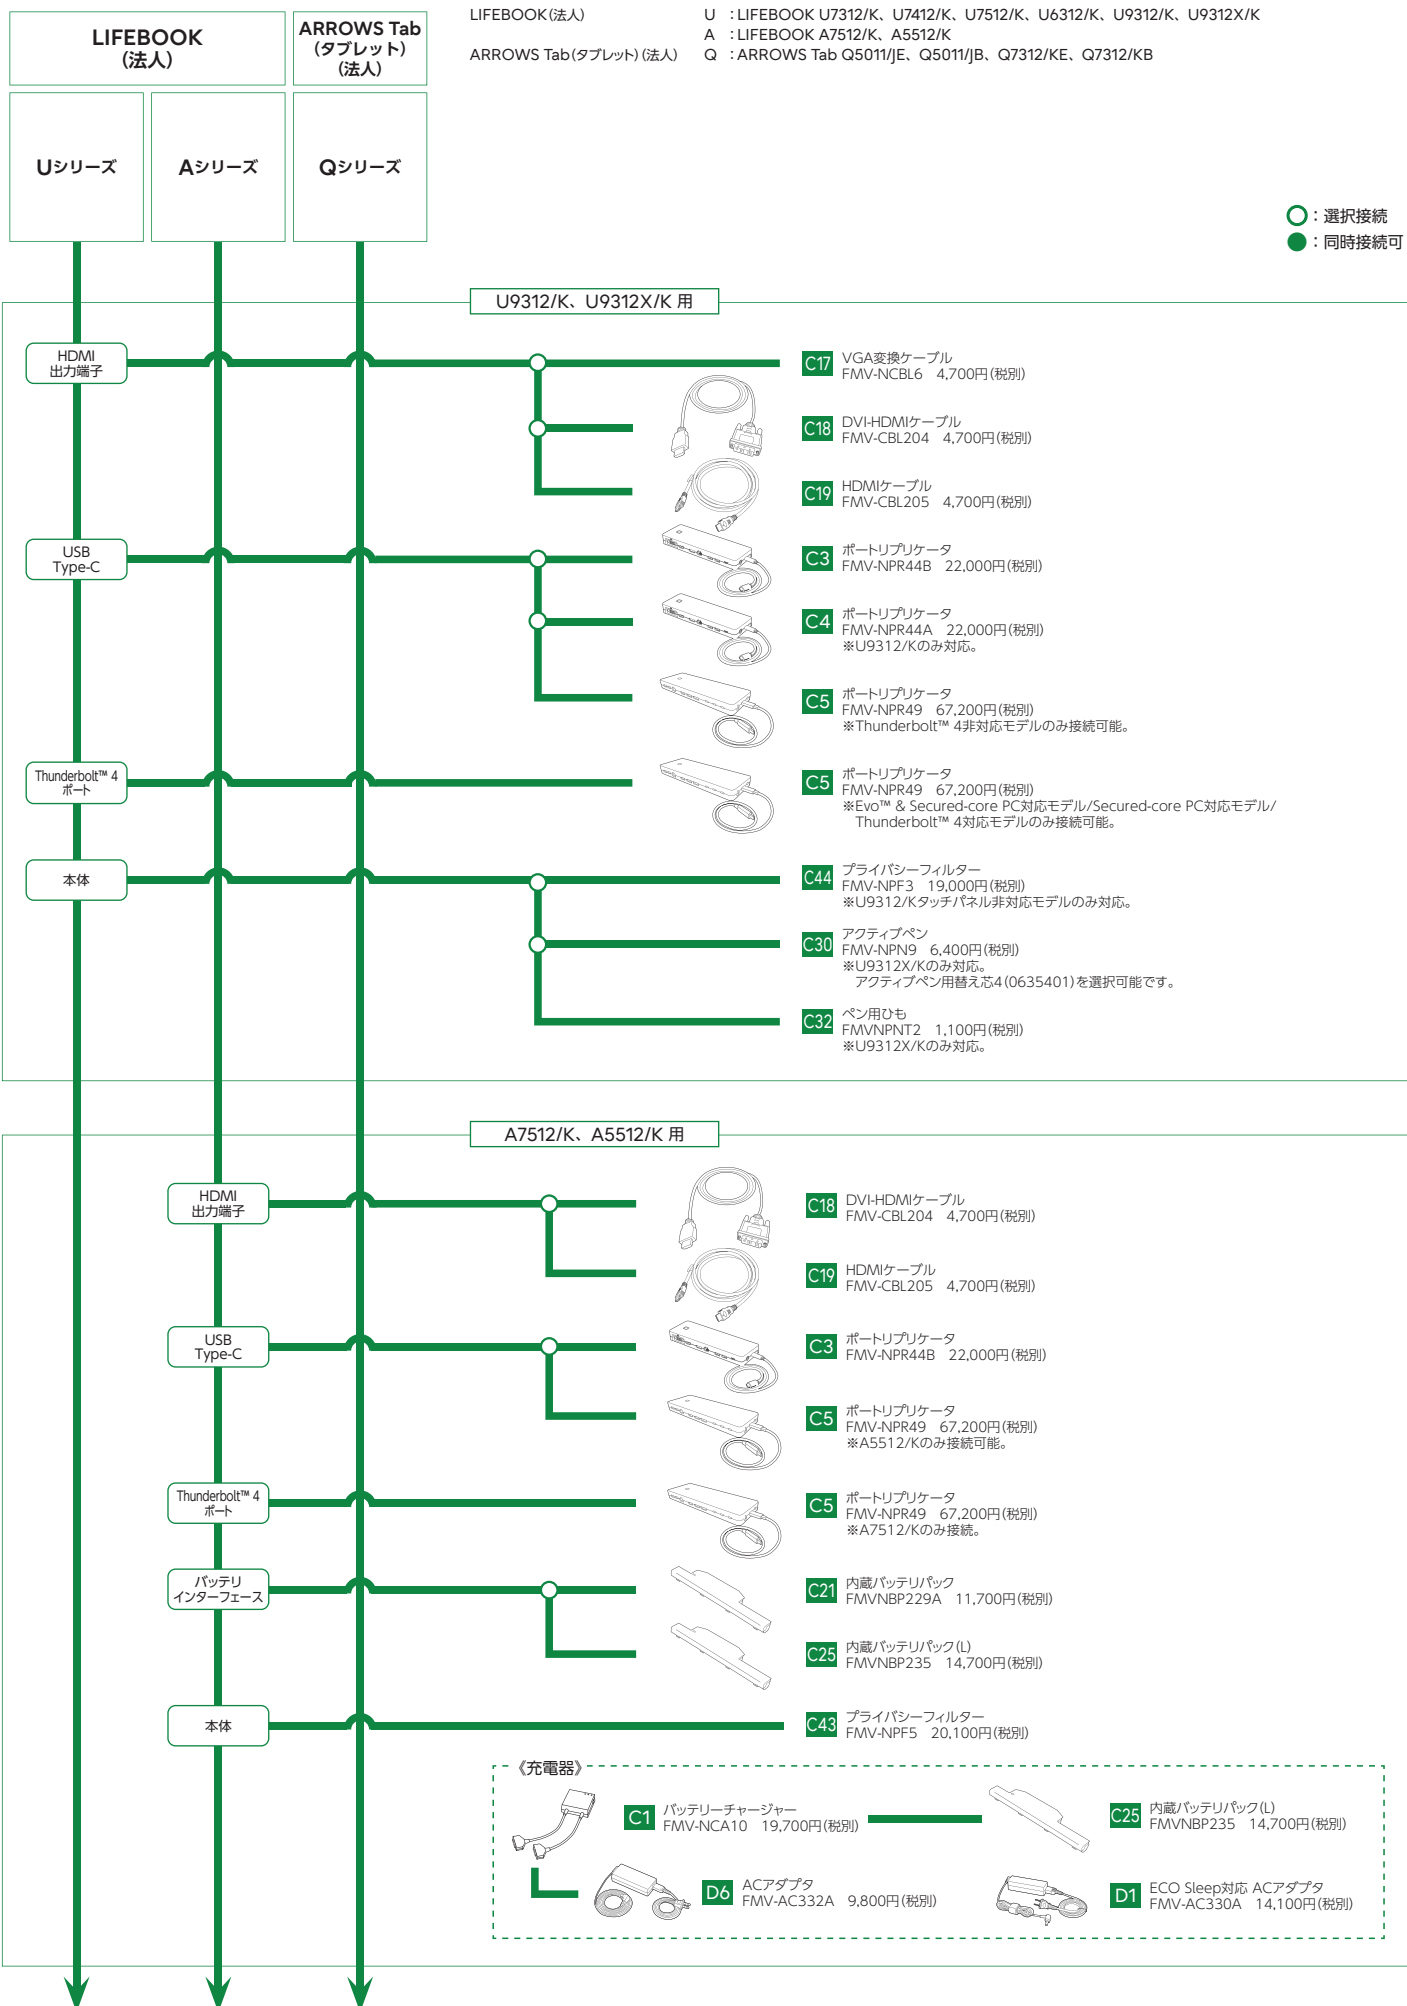 LIFEBOOK
(法人)
ARROWS Tab
(タブレット)
(法人)
LIFEBOOK(法人) U :LIFEBOOK U7312/K、U7412/K、U7512/K、U6312/K、U9312/K、U9312X/K
A :LIFEBOOK A7512/K、A5512/K
ARROWS Tab(タブレット)(法人) Q :ARROWS Tab Q5011/JE、Q5011/JB、Q7312/KE、Q7312/KB
Uシリーズ
Aシリーズ
Qシリーズ
○:選択接続
●:同時接続可
U9312/K、U9312X/K 用
HDMI
出力端子
C17 VGA変換ケーブル
FMV-NCBL6 4,700円(税別)
C18 DVI-HDMIケーブル
FMV-CBL204 4,700円(税別)
C19 HDMIケーブル
FMV-CBL205 4,700円(税別)
USB
Type-C
C3 ポートリプリケータ
FMV-NPR44B 22,000円(税別)
C4 ポートリプリケータ
FMV-NPR44A 22,000円(税別)
※U9312/Kのみ対応。
C5 ポートリプリケータ
FMV-NPR49 67,200円(税別)
※Thunderbolt™ 4非対応モデルのみ接続可能。
Thunderbolt™ 4
ポート
C5 ポートリプリケータ
FMV-NPR49 67,200円(税別)
※Evo™ & Secured-core PC対応モデル/Secured-core PC対応モデル/
Thunderbolt™ 4対応モデルのみ接続可能。
本体
C44 プライバシーフィルター
FMV-NPF3 19,000円(税別)
※U9312/Kタッチパネル非対応モデルのみ対応。
C30 アクティブペン
FMV-NPN9 6,400円(税別)
※U9312X/Kのみ対応。
アクティブペン用替え芯4(0635401)を選択可能です。
C32 ペン用ひも
FMVNPNT2 1,100円(税別)
※U9312X/Kのみ対応。
A7512/K、A5512/K 用
HDMI
出力端子
C18 DVI-HDMIケーブル
FMV-CBL204 4,700円(税別)
C19 HDMIケーブル
FMV-CBL205 4,700円(税別)
USB
Type-C
C3 ポートリプリケータ
FMV-NPR44B 22,000円(税別)
C5 ポートリプリケータ
FMV-NPR49 67,200円(税別)
※A5512/Kのみ接続可能。
Thunderbolt™ 4
ポート
C5 ポートリプリケータ
FMV-NPR49 67,200円(税別)
※A7512/Kのみ接続。
バッテリ
インターフェース
C21 内蔵バッテリパック
FMVNBP229A 11,700円(税別)
C25 内蔵バッテリパック(L)
FMVNBP235 14,700円(税別)
本体
C43 プライバシーフィルター
FMV-NPF5 20,100円(税別)
《充電器》
C1 バッテリーチャージャー
FMV-NCA10 19,700円(税別)
C25 内蔵バッテリパック(L)
FMVNBP235 14,700円(税別)
D6 ACアダプタ
FMV-AC332A 9,800円(税別)
D1 ECO Sleep対応 ACアダプタ
FMV-AC330A 14,100円(税別)